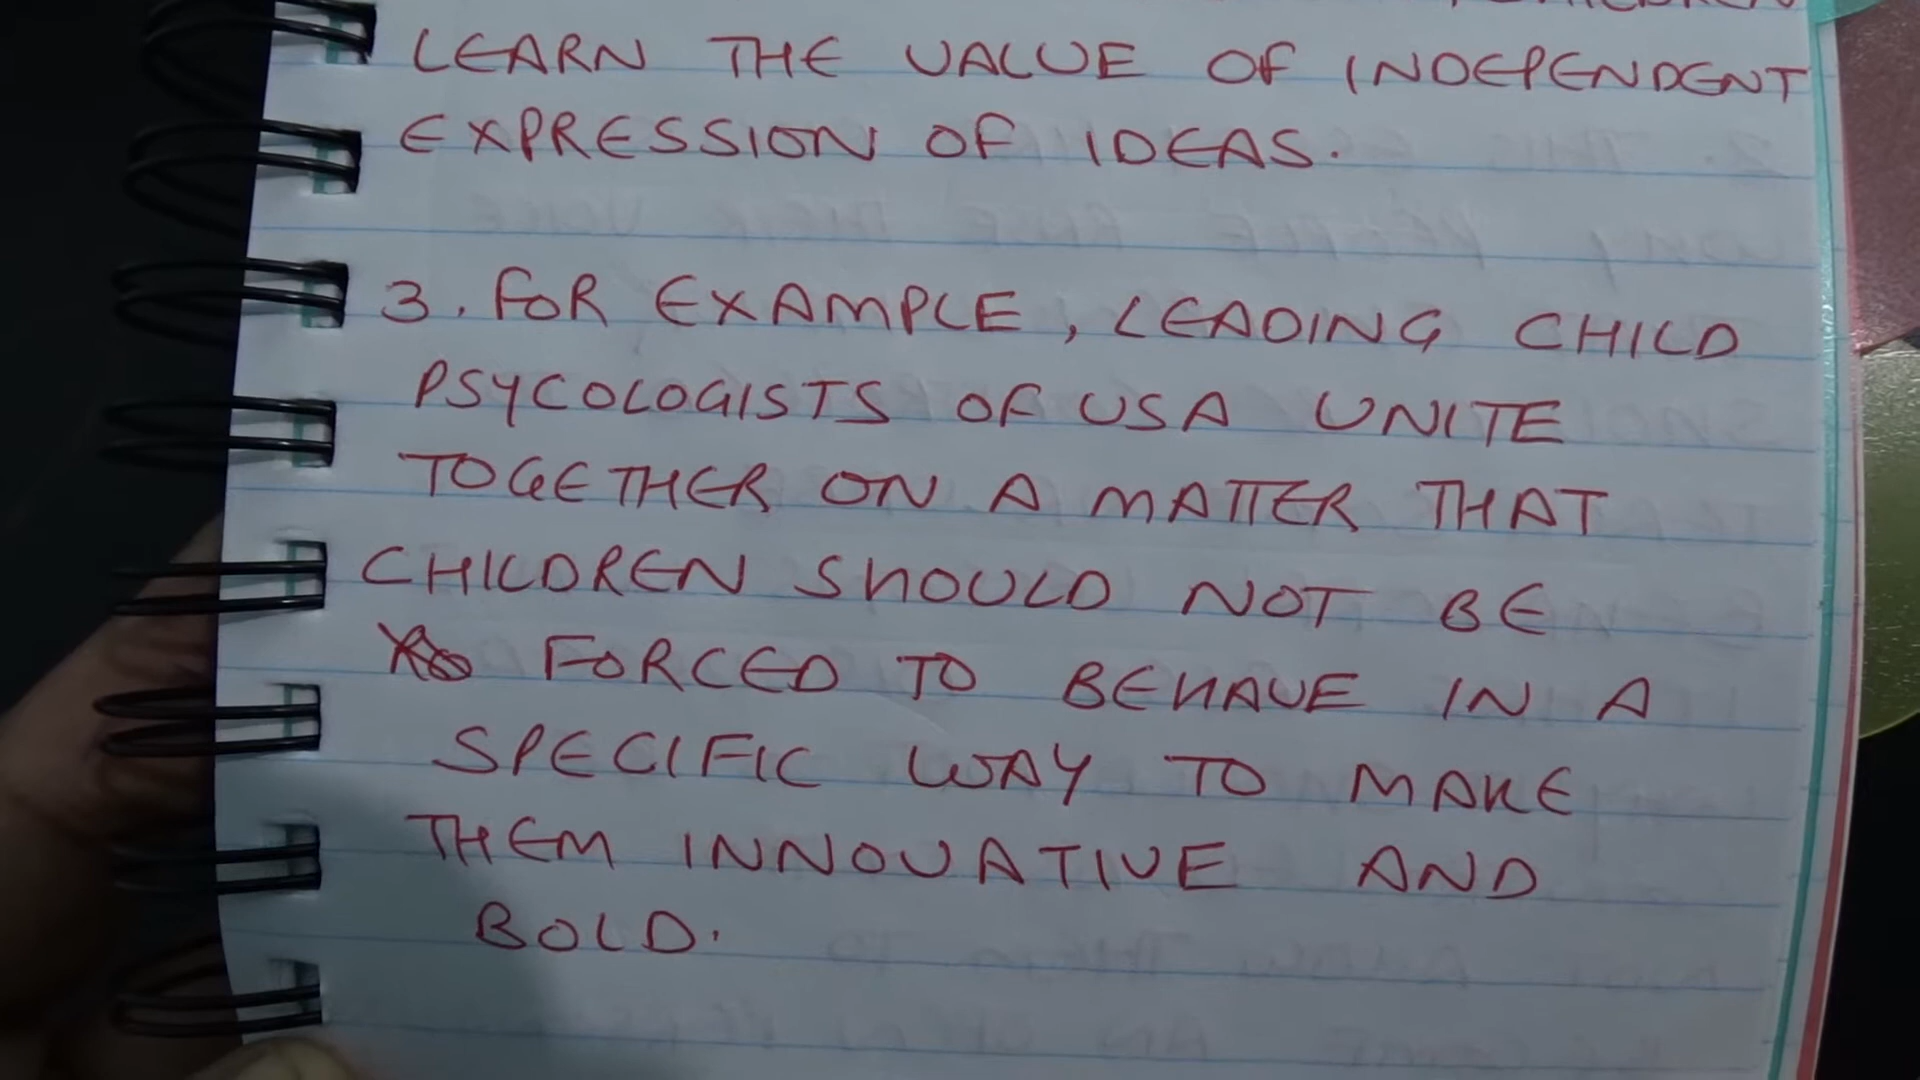 LEARN THE VALUE OF INDEPENDENT
EXPRESSION OF IDEAS.
3. FOR EXAMPLE, LEADING CHILD
PSYCOLOGISTS OF USA UNITE
TOGETHER ON A MATTER THAT
CHILDREN SHOULD NOT BE
FORCED TO BEHAVE IN A
SPECIFIC WAY TO MAKE
THEM INNOVATIVE AND
BOLD.